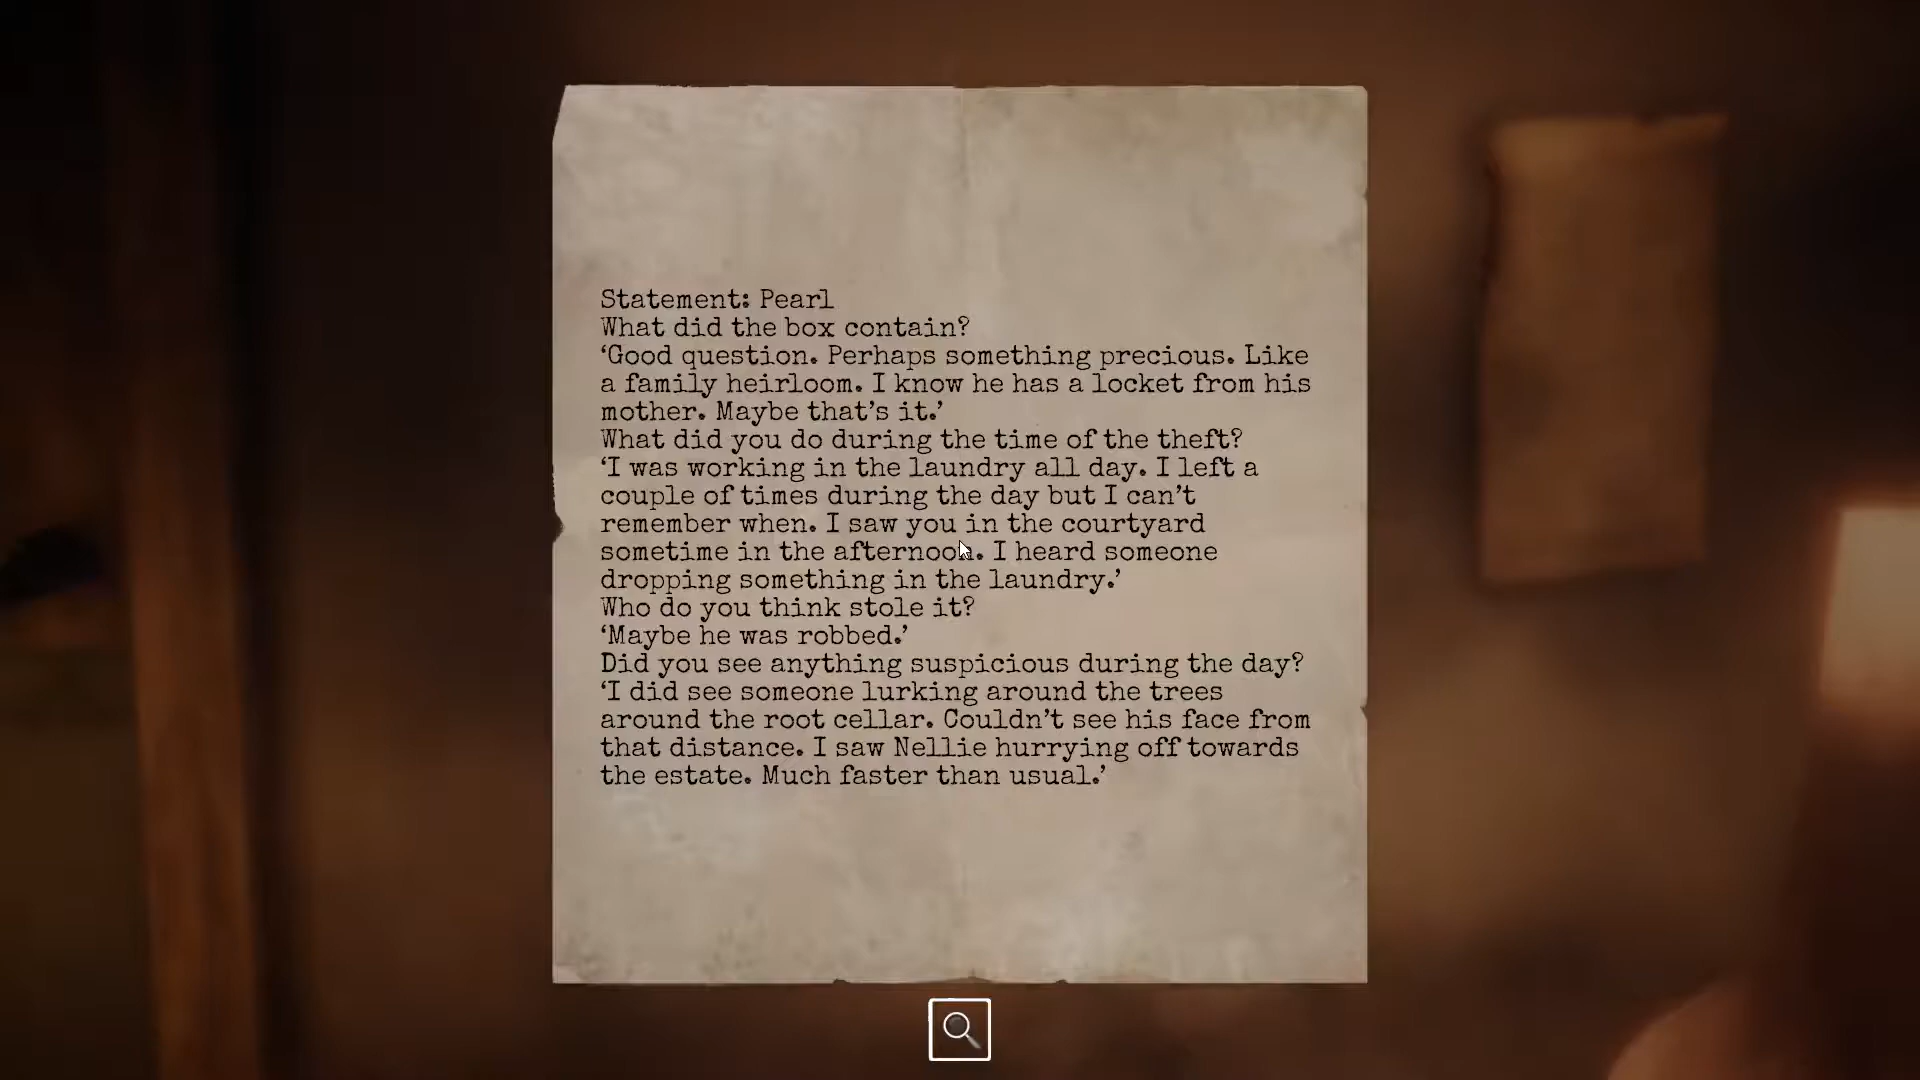 Statement: Pearl
What did the box contain?
‘Good question. Perhaps something precious. Like
a family heirloom. I know he has a locket from his
mother. Maybe that’s it.’
What did you do during the time of the theft?
‘I was working in the laundry all day. I left a
couple of times during the day but I can’t
remember when. I saw you in the courtyard
sometime in the afternoon. I heard someone
dropping something in the laundry.’
Who do you think stole it?
‘Maybe he was robbed.’
Did you see anything suspicious during the day?
‘I did see someone lurking around the trees
around the root cellar. Couldn’t see his face from
that distance. I saw Nellie hurrying off towards
the estate. Much faster than usual.’